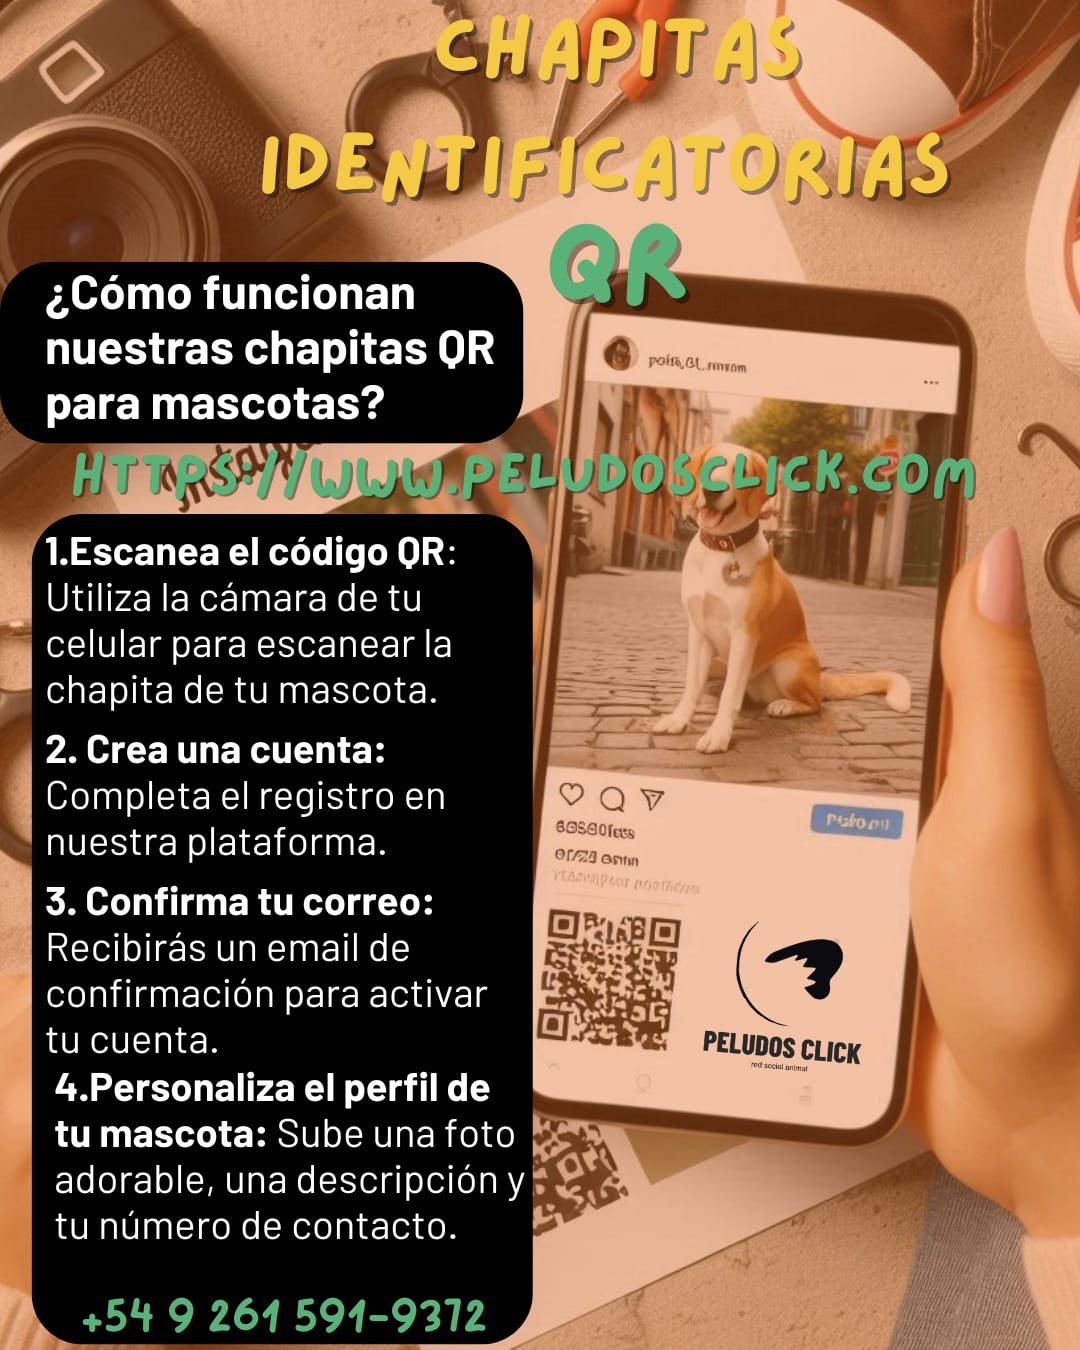 CHAPITAS
IDENTIFICATORIAS
QR
¿Cómo funcionan
nuestras chapitas QR
para mascotas?
HTTPS://WWW.PELUDOSCLICK.COM
1.Escanea el código QR:
Utiliza la cámara de tu
celular para escanear la
chapita de tu mascota.
2. Crea una cuenta:
Completa el registro en
nuestra plataforma.
3. Confirma tu correo:
Recibirás un email de
confirmación para activar
tu cuenta.
4.Personaliza el perfil de
tu mascota: Sube una foto
adorable, una descripción y
tu número de contacto.
+54 9 261 591-9372
PELUDOS CLICK
red social animal